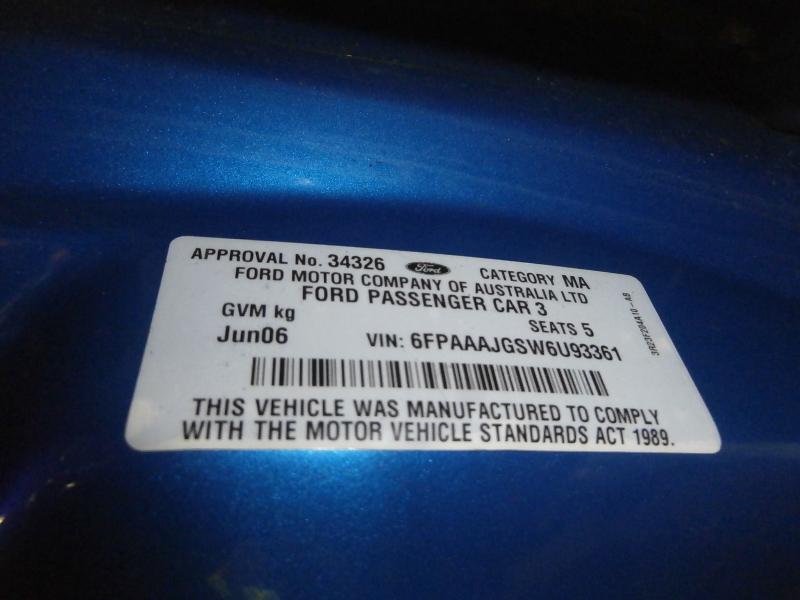 APPROVAL No. 34326 Ford CATEGORY MA
FORD MOTOR COMPANY OF AUSTRALIA LTD
FORD PASSENGER CAR 3
GVM kg SEATS 5
Jun06 VIN: 6FPAAAJGSW6U93361
THIS VEHICLE WAS MANUFACTURED TO COMPLY
WITH THE MOTOR VEHICLE STANDARDS ACT 1989.